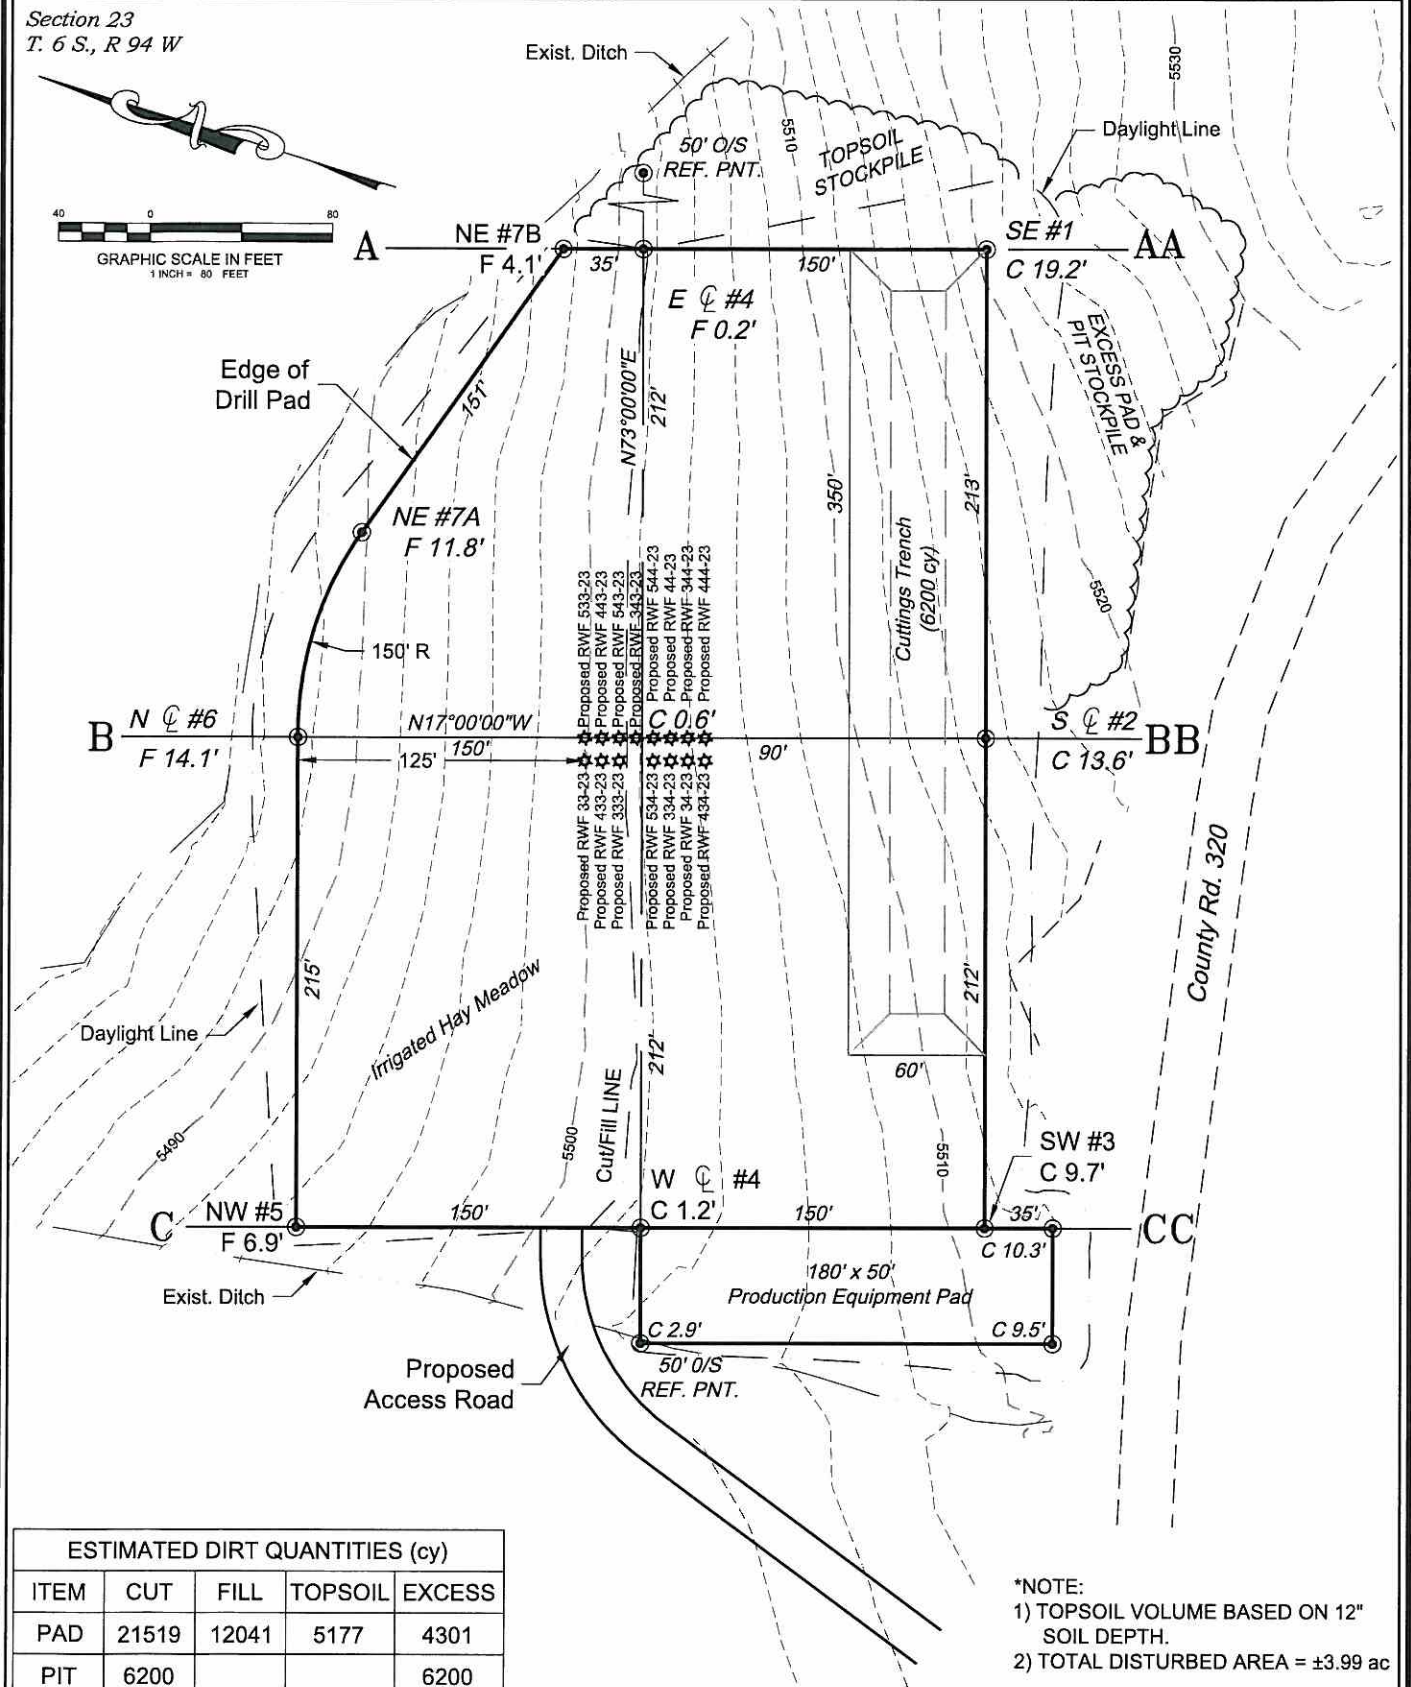 Section 23
T. 6 S., R 94 W
40 0 80
GRAPHIC SCALE IN FEET
1 INCH = 80 FEET
Exist. Ditch
50' O/S
REF. PNT.
5510
TOPSOIL
STOCKPILE
5530
Daylight Line
A
NE #7B
F 4.1'
35'
150'
SE #1
C 19.2'
AA
E ℄ #4
F 0.2'
EXCESS PAD &
PIT STOCKPILE
Edge of
Drill Pad
151'
N73°00'00"E
212'
350'
213'
NE #7A
F 11.8'
Cuttings Trench
(6200 cy)
5520
150' R
Proposed RWF 533-23
Proposed RWF 443-23
Proposed RWF 543-23
Proposed RWF 343-23
Proposed RWF 544-23
Proposed RWF 44-23
Proposed RWF 344-23
Proposed RWF 444-23
B
N ℄ #6
F 14.1'
N17°00'00"W
150'
125'
C 0.6'
90'
S ℄ #2
C 13.6'
BB
Proposed RWF 33-23
Proposed RWF 433-23
Proposed RWF 333-23
Proposed RWF 534-23
Proposed RWF 334-23
Proposed RWF 34-23
Proposed RWF 434-23
County Rd. 320
215'
Irrigated Hay Meadow
212'
Daylight Line
212'
60'
5490
5500
Cut/Fill LINE
5510
SW #3
C 9.7'
W ℄ #4
C 1.2'
C
NW #5
F 6.9'
150'
150'
35'
CC
C 10.3'
180' x 50'
Production Equipment Pad
Exist. Ditch
C 2.9'
C 9.5'
50' 0/S
REF. PNT.
Proposed
Access Road
ESTIMATED DIRT QUANTITIES (cy)
ITEM CUT FILL TOPSOIL EXCESS
PAD 21519 12041 5177 4301
PIT 6200 6200
*NOTE:
1) TOPSOIL VOLUME BASED ON 12"
SOIL DEPTH.
2) TOTAL DISTURBED AREA = ±3.99 ac